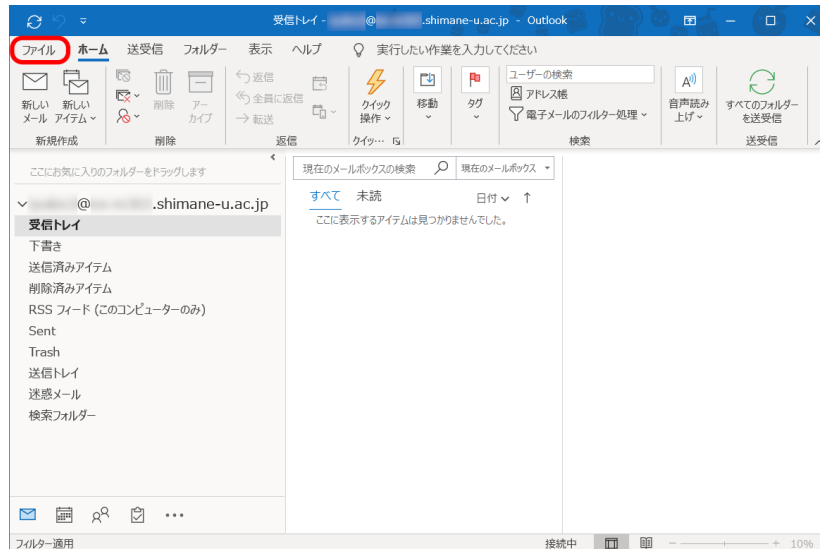 受信トレイ - @ .shimane-u.ac.jp - Outlook
ファイル ホーム 送受信 フォルダー 表示 ヘルプ 実行したい作業を入力してください
新しいメール
新しいアイテム
新規作成
削除
アーカイブ
削除
返信
全員に返信
転送
返信
クイック操作
クイッ…
移動
タグ
ユーザーの検索
アドレス帳
電子メールのフィルター処理
検索
音声読み上げ
すべてのフォルダーを送受信
送受信
ここにお気に入りのフォルダーをドラッグします
@ .shimane-u.ac.jp
受信トレイ
下書き
送信済みアイテム
削除済みアイテム
RSS フィード (このコンピューターのみ)
Sent
Trash
送信トレイ
迷惑メール
検索フォルダー
現在のメールボックスの検索 現在のメールボックス
すべて 未読 日付 ↑
ここに表示するアイテムは見つかりませんでした。
フィルター適用 接続中 10%